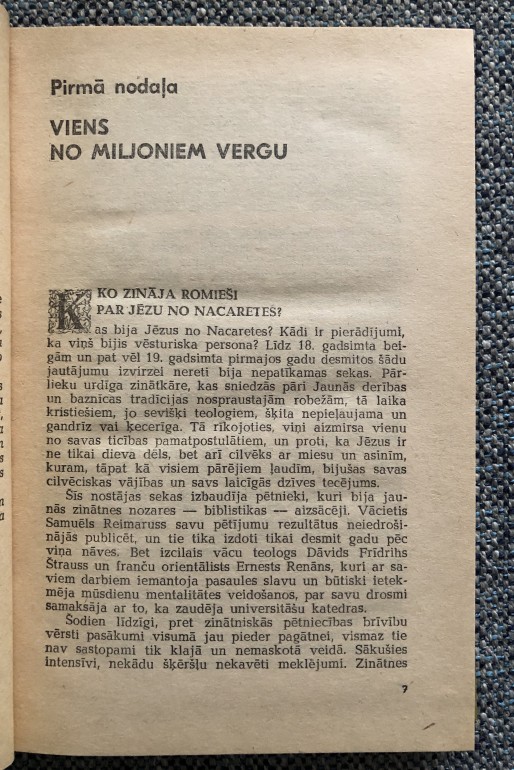 Pirmā nodaļa
VIENS
NO MILJONIEM VERGU
KO ZINĀJA ROMIEŠI
PAR JĒZU NO NACARETES?
Kas bija Jēzus no Nacaretes? Kādi ir pierādījumi,
ka viņš bijis vēsturiska persona? Līdz 18. gadsimta bei-
gām un pat vēl 19. gadsimta pirmajos gadu desmitos šādu
jautājumu izvirzei nereti bija nepatīkamas sekas. Pār-
lieku urdīga zinātkāre, kas sniedzās pāri Jaunās derības
un baznīcas tradīcijas nospraustajām robežām, tā laika
kristiešiem, jo sevišķi teologiem, šķita nepieļaujama un
gandrīz vai ķecerīga. Tā rīkojoties, viņi aizmirsa vienu
no savas ticības pamatpostulātiem, un proti, ka Jēzus ir
ne tikai dieva dēls, bet arī cilvēks ar miesu un asinīm,
kuram, tāpat kā visiem pārējiem ļaudīm, bijušas savas
cilvēciskas vājības un savs laicīgās dzīves tecējums.
Šīs nostājas sekas izbaudīja pētnieki, kuri bija jau-
nās zinātnes nozares — biblistikas — aizsācēji. Vācietis
Samuēls Reimaruss savu pētījumu rezultātus neiedroši-
nājās publicēt, un tie tika izdoti tikai desmit gadu pēc
viņa nāves. Bet izcilais vācu teologs Dāvids Frīdrihs
Štrauss un franču orientālists Ernests Renāns, kuri ar sa-
viem darbiem iemantoja pasaules slavu un būtiski ietek-
mēja mūsdienu mentalitātes veidošanos, par savu drosmi
samaksāja ar to, ka zaudēja universitāšu katedras.
Šodien līdzīgi, pret zinātniskās pētniecības brīvību
vērsti pasākumi visumā jau pieder pagātnei, vismaz tie
nav sastopami tik klajā un nemaskotā veidā. Sākušies
intensīvi, nekādu šķēršļu nekavēti meklējumi. Zinātnes
7